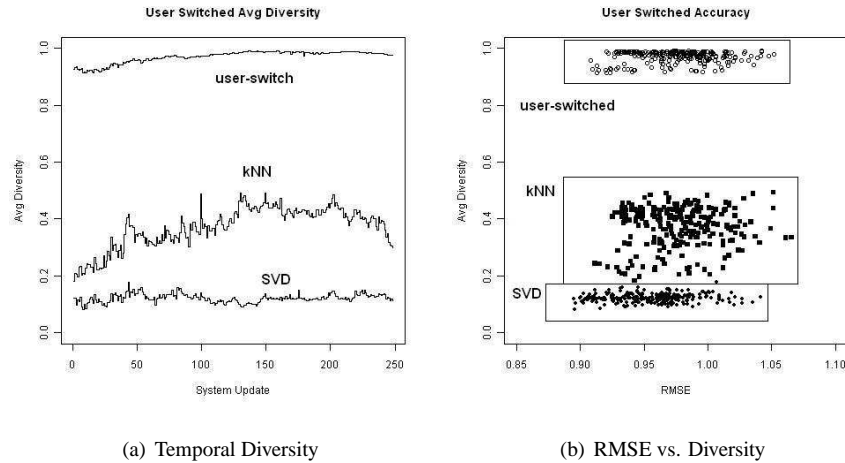 User Switched Avg Diversity
Avg Diversity
1.0
0.8
0.6
0.4
0.2
0.0
user-switch
kNN
SVD
0 50 100 150 200 250
System Update
(a) Temporal Diversity
User Switched Accuracy
Avg Diversity
1.0
0.8
0.6
0.4
0.2
0.0
user-switched
kNN
SVD
0.85 0.90 0.95 1.00 1.05 1.10
RMSE
(b) RMSE vs. Diversity